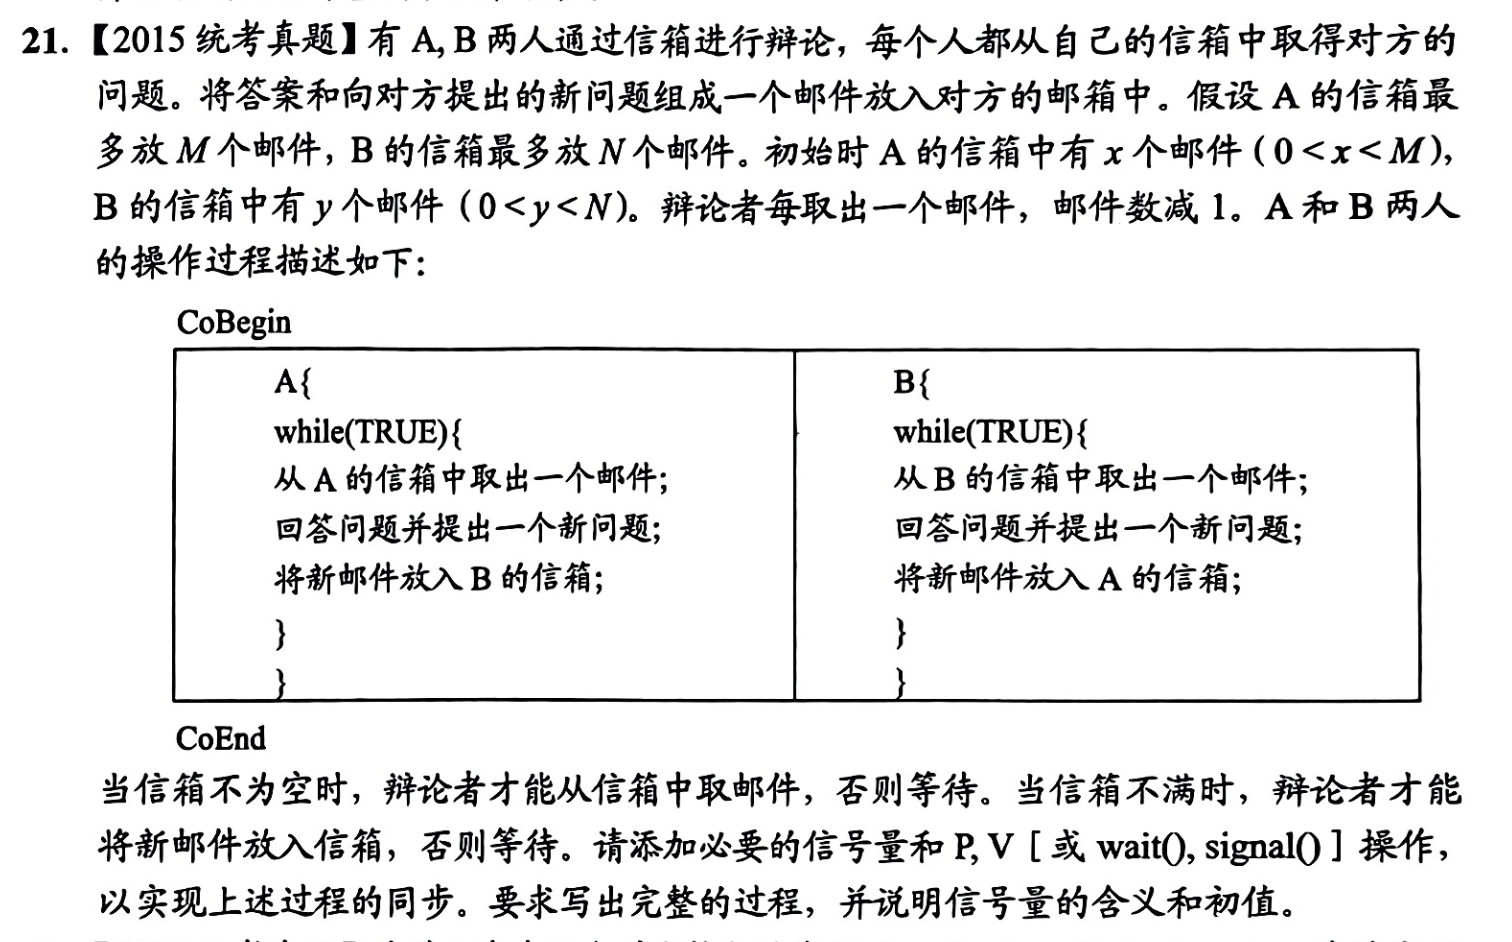 21.【2015 统考真题】有 A, B 两人通过信箱进行辩论，每个人都从自己的信箱中取得对方的
问题。将答案和向对方提出的新问题组成一个邮件放入对方的邮箱中。假设 A 的信箱最
多放 M 个邮件，B 的信箱最多放 N 个邮件。初始时 A 的信箱中有 x 个邮件（0<x<M），
B 的信箱中有 y 个邮件（0<y<N）。辩论者每取出一个邮件，邮件数减 1。A 和 B 两人
的操作过程描述如下：
CoBegin
A{
while(TRUE){
从 A 的信箱中取出一个邮件;
回答问题并提出一个新问题;
将新邮件放入 B 的信箱;
}
}
B{
while(TRUE){
从 B 的信箱中取出一个邮件;
回答问题并提出一个新问题;
将新邮件放入 A 的信箱;
}
}
CoEnd
当信箱不为空时，辩论者才能从信箱中取邮件，否则等待。当信箱不满时，辩论者才能
将新邮件放入信箱，否则等待。请添加必要的信号量和 P, V［或 wait(), signal()］操作，
以实现上述过程的同步。要求写出完整的过程，并说明信号量的含义和初值。